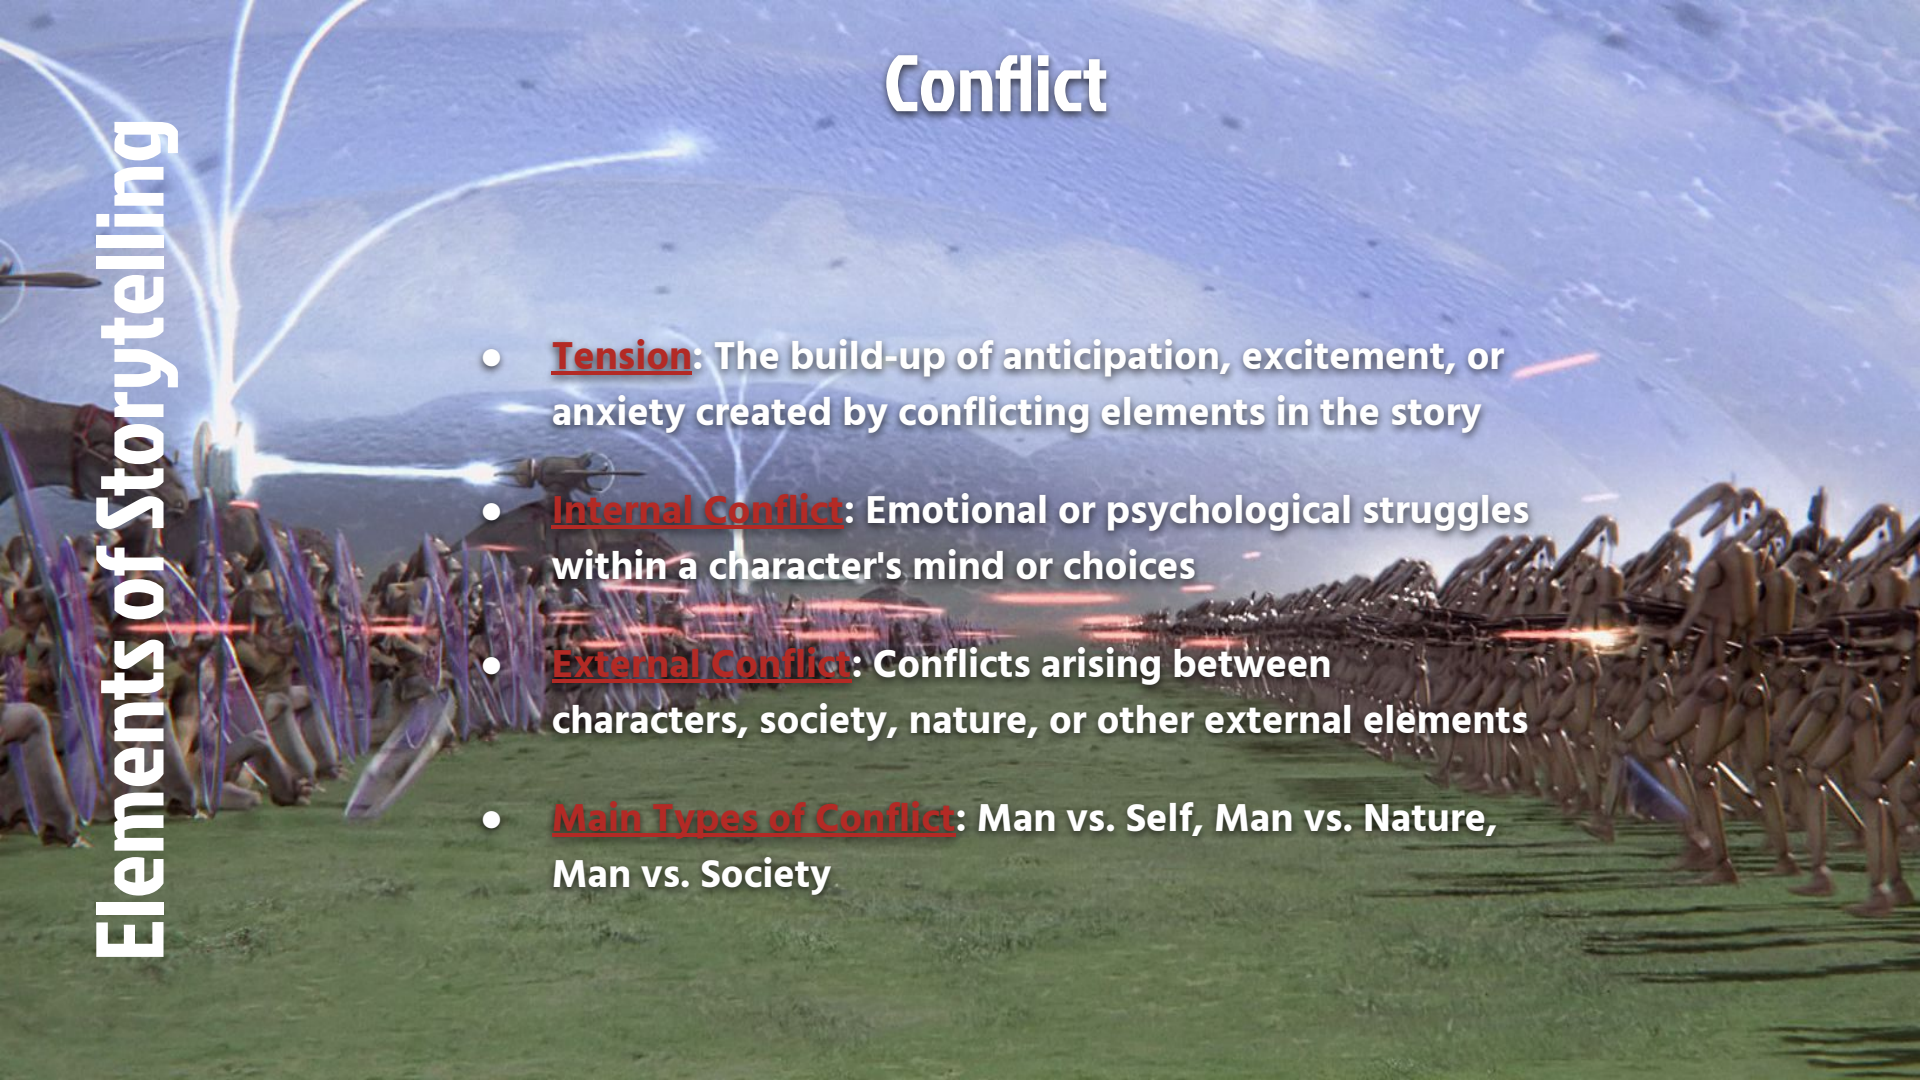 Conflict
Elements of Storytelling
● Tension: The build-up of anticipation, excitement, or
anxiety created by conflicting elements in the story
● Internal Conflict: Emotional or psychological struggles
within a character's mind or choices
● External Conflict: Conflicts arising between
characters, society, nature, or other external elements
● Main Types of Conflict: Man vs. Self, Man vs. Nature,
Man vs. Society